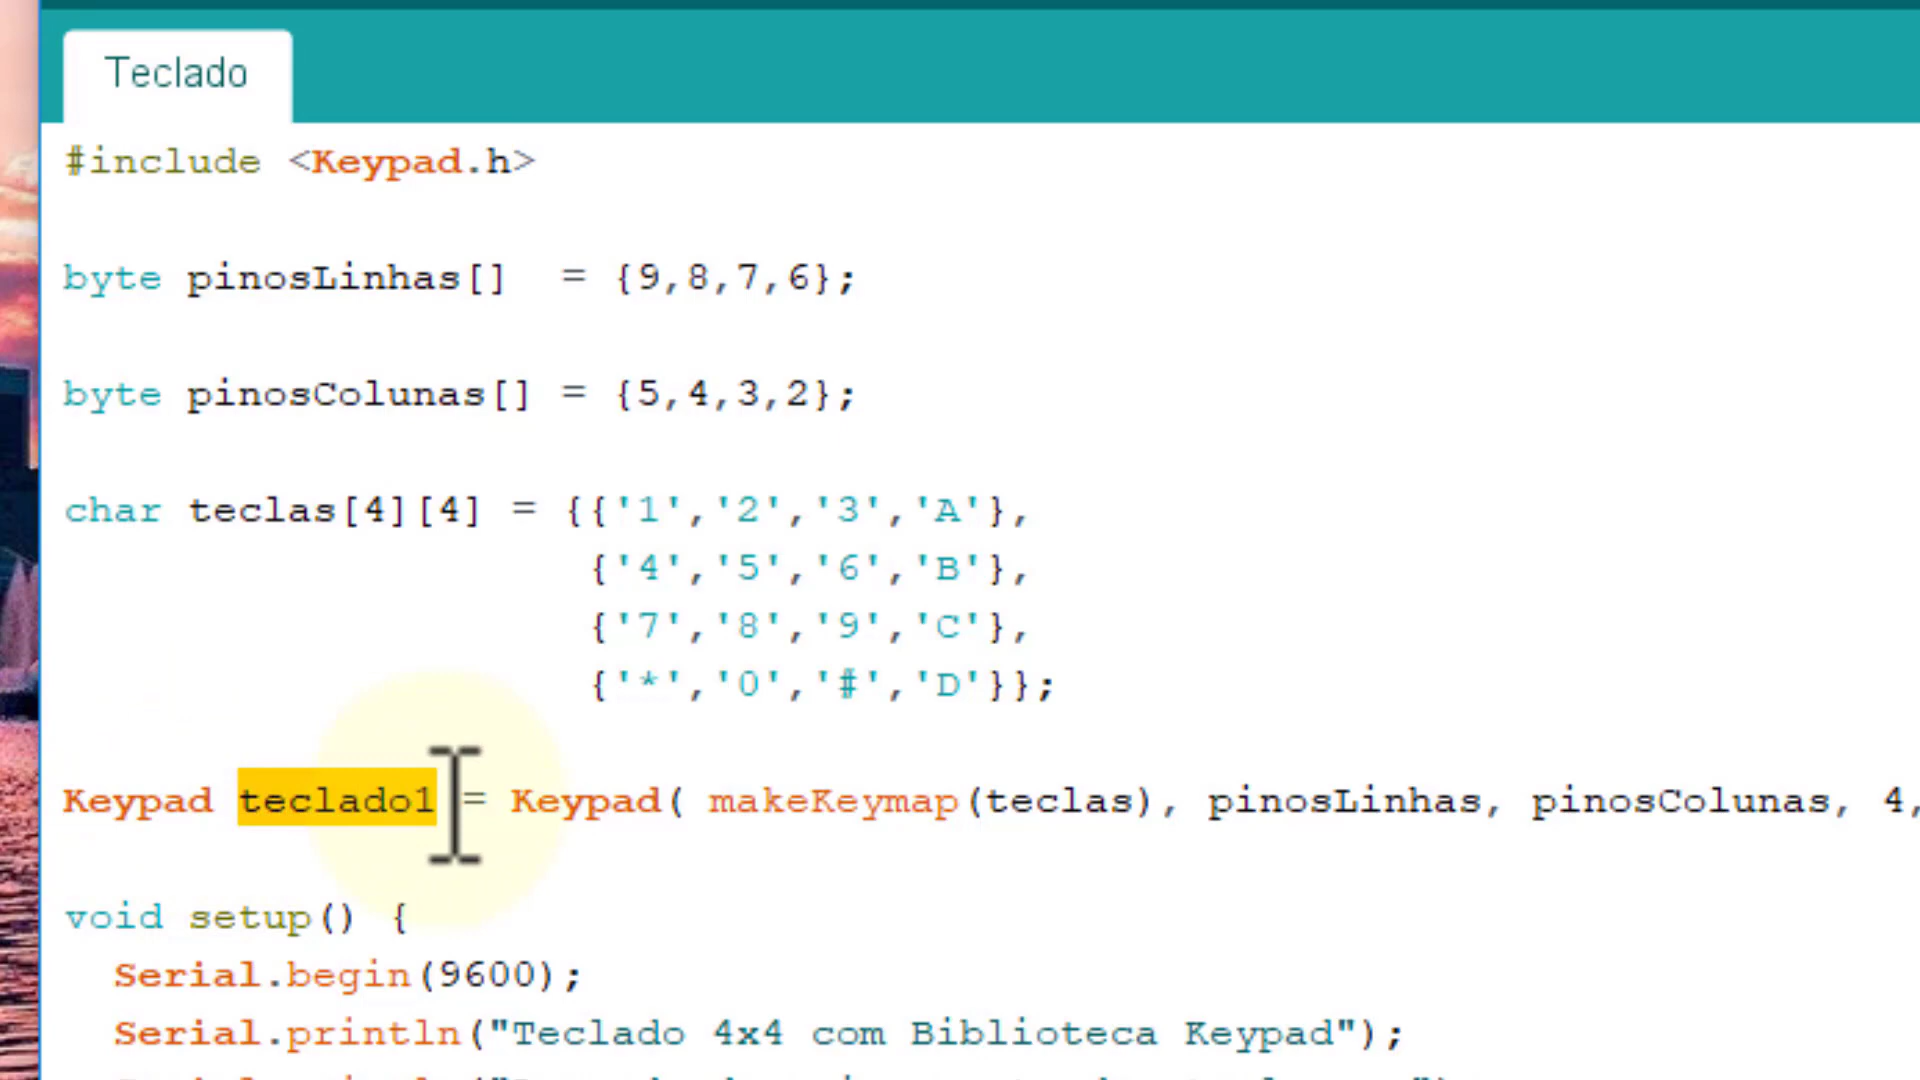 Teclado
#include <Keypad.h>
byte pinosLinhas[]  = {9,8,7,6};
byte pinosColunas[] = {5,4,3,2};
char teclas[4][4] = {{'1','2','3','A'},
{'4','5','6','B'},
{'7','8','9','C'},
{'*','0','#','D'}};
Keypad teclado1 = Keypad( makeKeymap(teclas), pinosLinhas, pinosColunas, 4,
void setup() {
Serial.begin(9600);
Serial.println("Teclado 4x4 com Biblioteca Keypad");